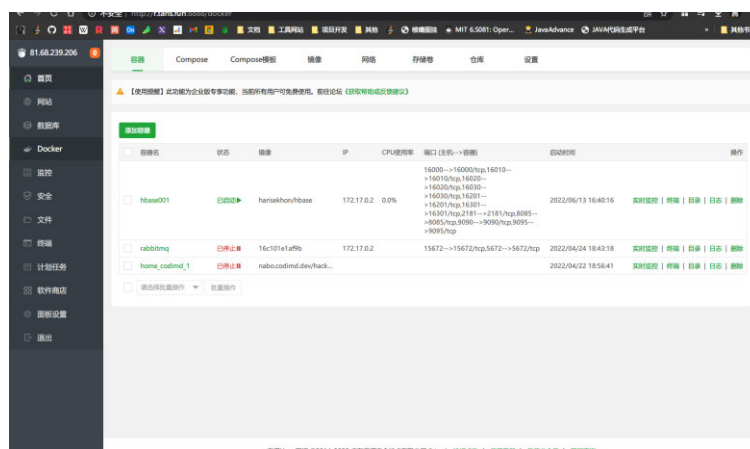 不安全 | http://r.tans.fun:8888/docker
文档 工具网站 项目开发 其他 MIT 6.S081: Oper... JavaAdvance JAVA代码生成平台
81.68.239.206 0
首页
网站
数据库
Docker
监控
安全
文件
终端
计划任务
软件商店
面板设置
退出
容器 Compose Compose模板 镜像 网络 存储卷 仓库 设置
【使用提醒】此功能为企业版专享功能，当前所有用户可免费使用。前往论坛《获取帮助或反馈建议》
添加容器
容器名 状态 镜像 IP CPU使用率 端口 (主机-->容器) 启动时间 操作
hbase001 已启动 harisekhon/hbase 172.17.0.2 0.0%
16000-->16000/tcp,16010--
>16010/tcp,16020--
>16020/tcp,16030--
>16030/tcp,16201--
>16201/tcp,16301--
>16301/tcp,2181-->2181/tcp,8085--
>8085/tcp,9090-->9090/tcp,9095--
>9095/tcp
2022/06/13 16:40:16 实时监控 | 终端 | 目录 | 日志 | 删除
rabbitmq 已停止 16c101e1af9b 172.17.0.2 15672-->15672/tcp,5672-->5672/tcp 2022/04/24 18:43:18 实时监控 | 终端 | 目录 | 日志 | 删除
home_codimd_1 已停止 nabo.codimd.dev/hack... 2022/04/22 18:56:41 实时监控 | 终端 | 目录 | 日志 | 删除
请选择批量操作 批量操作